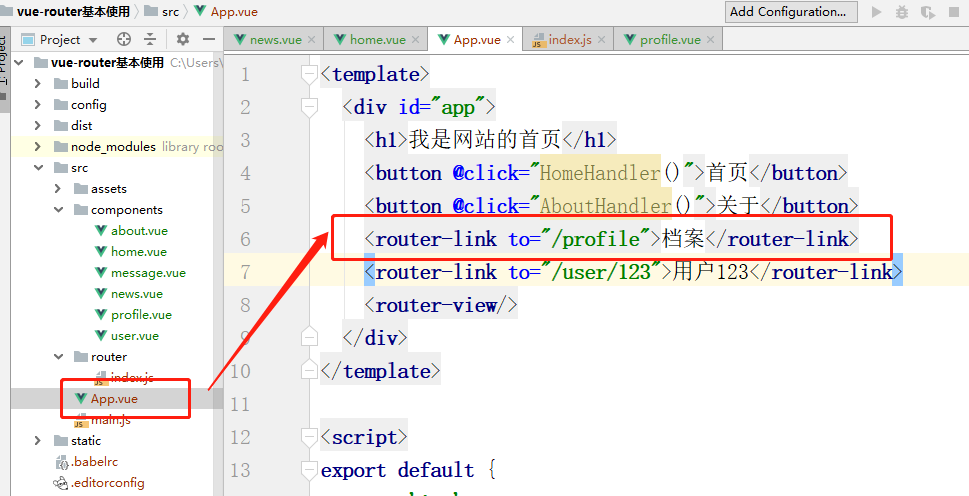 vue-router基本使用 src App.vue Add Configuration...
1: Project
Project news.vue home.vue App.vue index.js profile.vue
vue-router基本使用 C:\Users\
build
config
dist
node_modules library roo
src
assets
components
about.vue
home.vue
message.vue
news.vue
profile.vue
user.vue
router
index.js
App.vue
main.js
static
.babelrc
.editorconfig
1 <template>
2 <div id="app">
3 <h1>我是网站的首页</h1>
4 <button @click="HomeHandler()">首页</button>
5 <button @click="AboutHandler()">关于</button>
6 <router-link to="/profile">档案</router-link>
7 <router-link to="/user/123">用户123</router-link>
8 <router-view/>
9 </div>
10 </template>
11
12 <script>
13 export default {